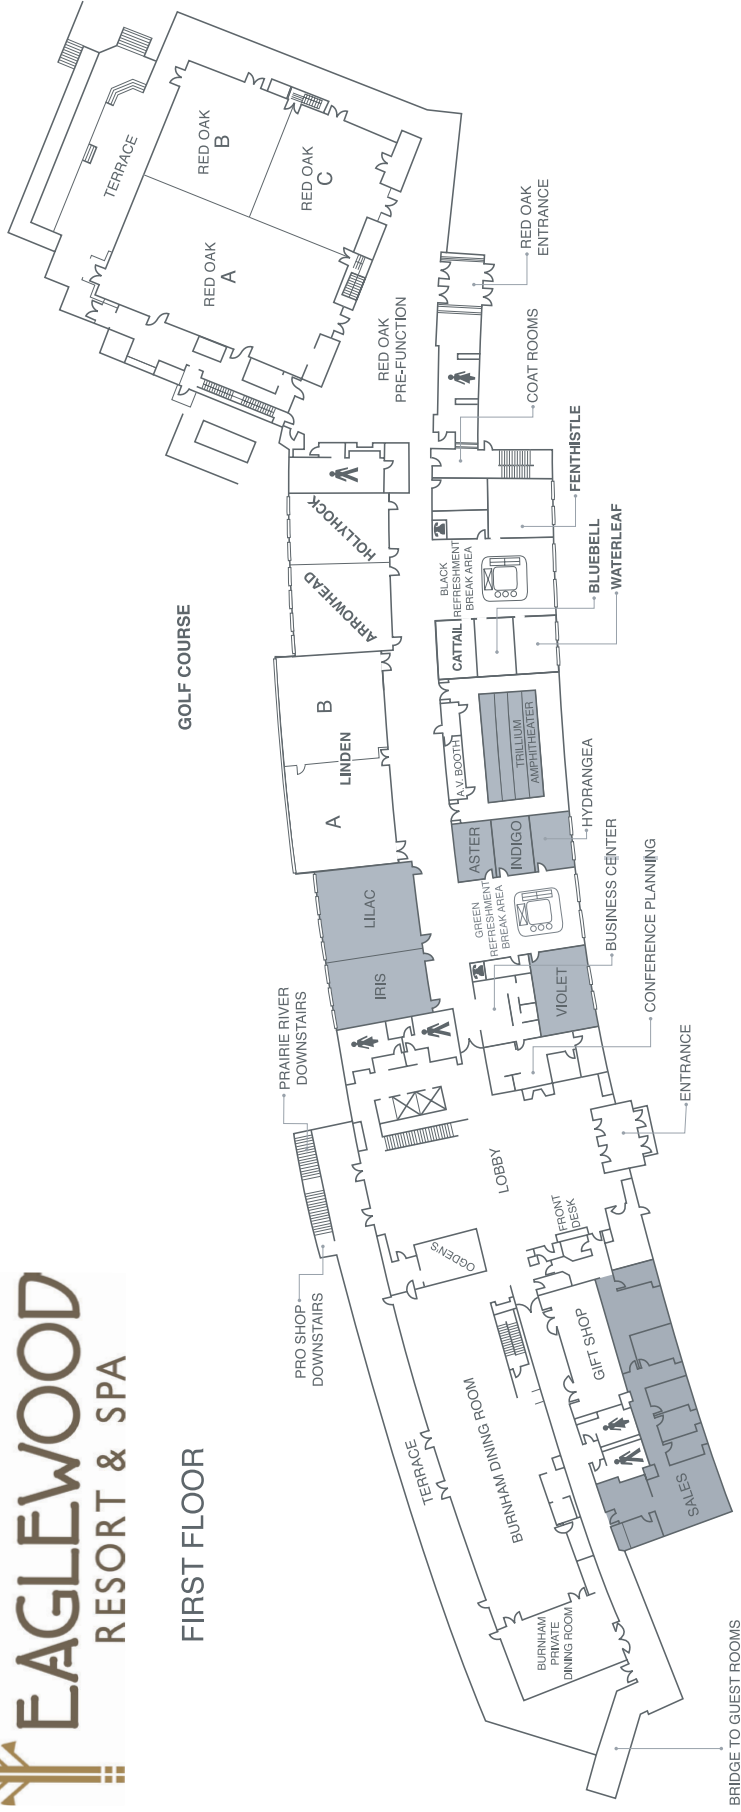 EAGLEWOOD
RESORT & SPA
FIRST FLOOR
GOLF COURSE
TERRACE
RED OAK
B
RED OAK
C
RED OAK
A
RED OAK
PRE-FUNCTION
RED OAK
ENTRANCE
COAT ROOMS
FENTHISTLE
HOLLYHOCK
ARROWHEAD
BLACK
REFRESHMENT
BREAK AREA
BLUEBELL
WATERLEAF
CATTAIL
B
LINDEN
A
A.V. BOOTH
TRILLIUM
AMPHITHEATER
HYDRANGEA
ASTER
INDIGO
LILAC
IRIS
GREEN
REFRESHMENT
BREAK AREA
BUSINESS CENTER
VIOLET
CONFERENCE PLANNING
PRAIRIE RIVER
DOWNSTAIRS
ENTRANCE
LOBBY
FRONT
DESK
OGDEN'S
PRO SHOP
DOWNSTAIRS
GIFT SHOP
TERRACE
BURNHAM DINING ROOM
SALES
BURNHAM
PRIVATE
DINING ROOM
BRIDGE TO GUEST ROOMS